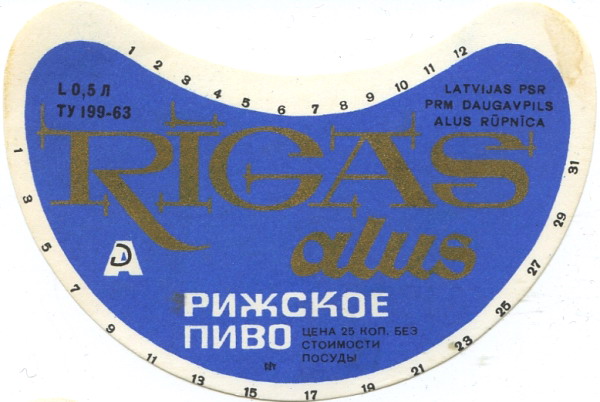 1 2 3 4 5 6 7 8 9 10 11 12
L 0,5 Л
ТУ 199-63
LATVIJAS PSR
PRM DAUGAVPILS
ALUS RŪPNĪCA
RIGAS
alus
РИЖСКОЕ
ПИВО
ЦЕНА 25 КОП. БЕЗ
СТОИМОСТИ
ПОСУДЫ
1 3 5 7 9 11 13 15 17 19 21 23 25 27 29 31